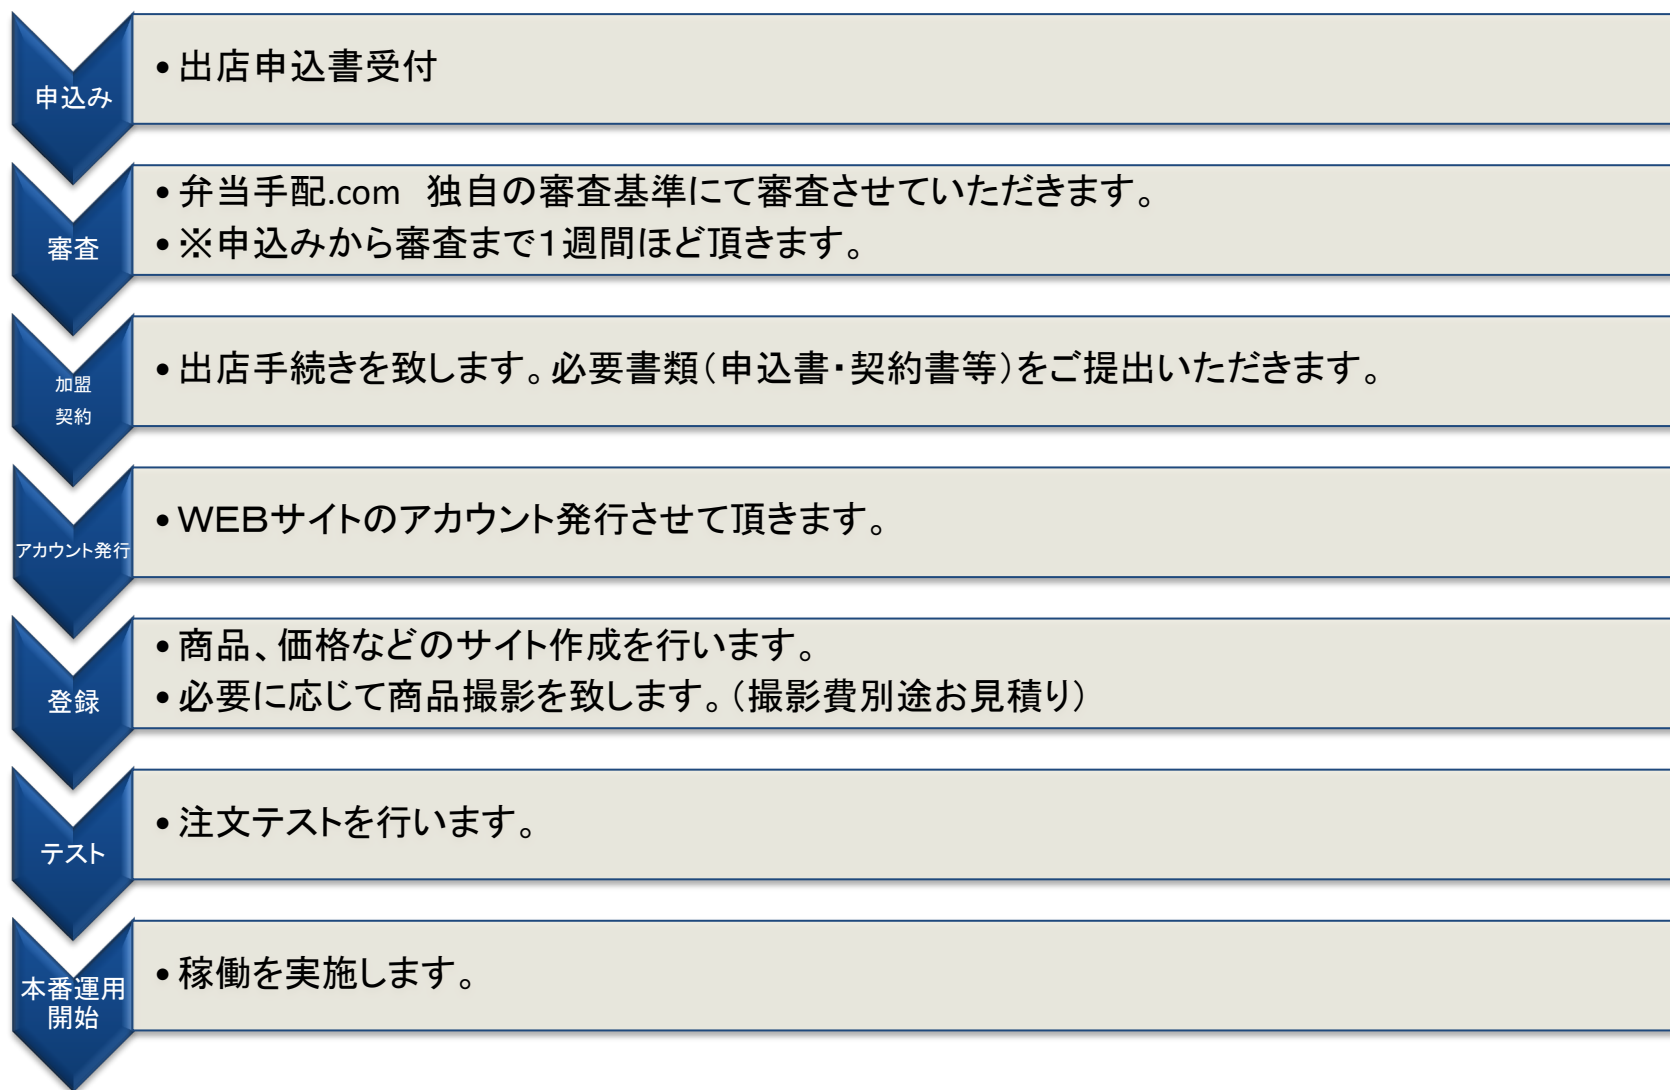 申込み
•出店申込書受付
審査
•弁当手配.com　独自の審査基準にて審査させていただきます。
•※申込みから審査まで１週間ほど頂きます。
加盟
契約
•出店手続きを致します。必要書類（申込書・契約書等）をご提出いただきます。
アカウント発行
•ＷＥＢサイトのアカウント発行させて頂きます。
登録
•商品、価格などのサイト作成を行います。
•必要に応じて商品撮影を致します。（撮影費別途お見積り）
テスト
•注文テストを行います。
本番運用
開始
•稼働を実施します。